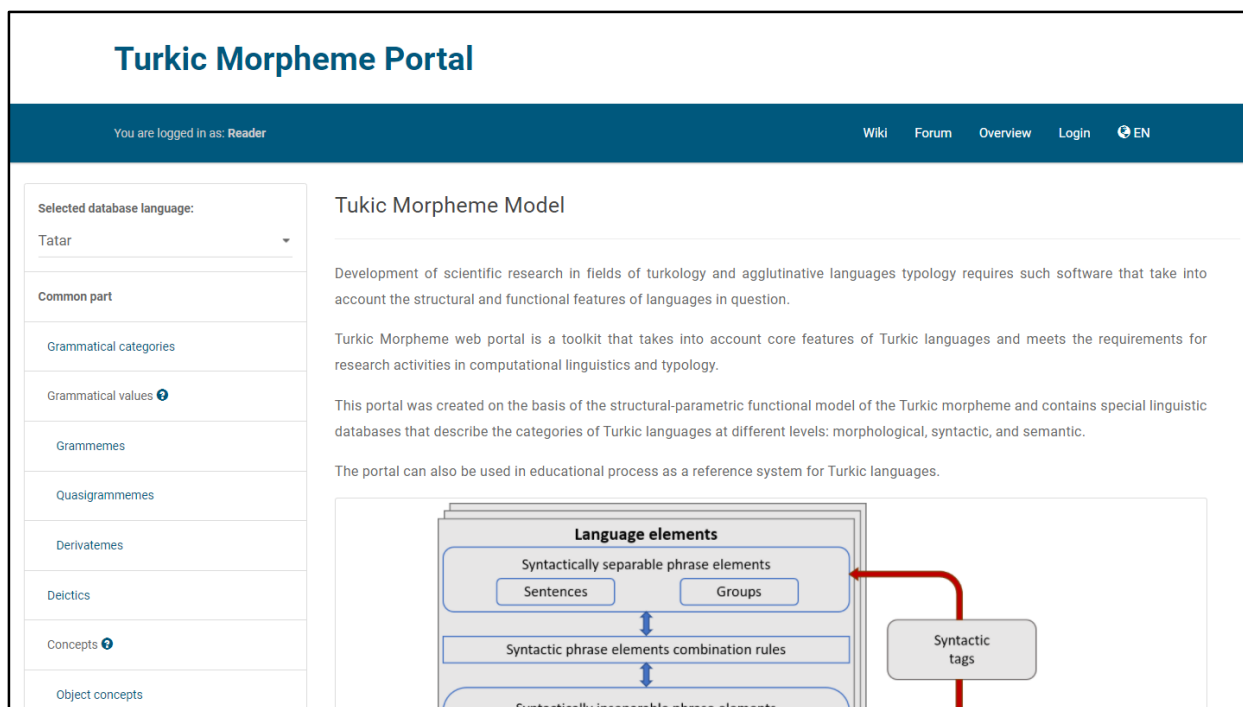 Turkic Morpheme Portal
You are logged in as: Reader
Wiki Forum Overview Login EN
Selected database language:
Tatar
Common part
Grammatical categories
Grammatical values
Grammemes
Quasigrammemes
Derivatemes
Deictics
Concepts
Object concepts
Tukic Morpheme Model
Development of scientific research in fields of turkology and agglutinative languages typology requires such software that take into
account the structural and functional features of languages in question.
Turkic Morpheme web portal is a toolkit that takes into account core features of Turkic languages and meets the requirements for
research activities in computational linguistics and typology.
This portal was created on the basis of the structural-parametric functional model of the Turkic morpheme and contains special linguistic
databases that describe the categories of Turkic languages at different levels: morphological, syntactic, and semantic.
The portal can also be used in educational process as a reference system for Turkic languages.
Language elements
Syntactically separable phrase elements
Sentences Groups
Syntactic phrase elements combination rules
Syntactic
tags